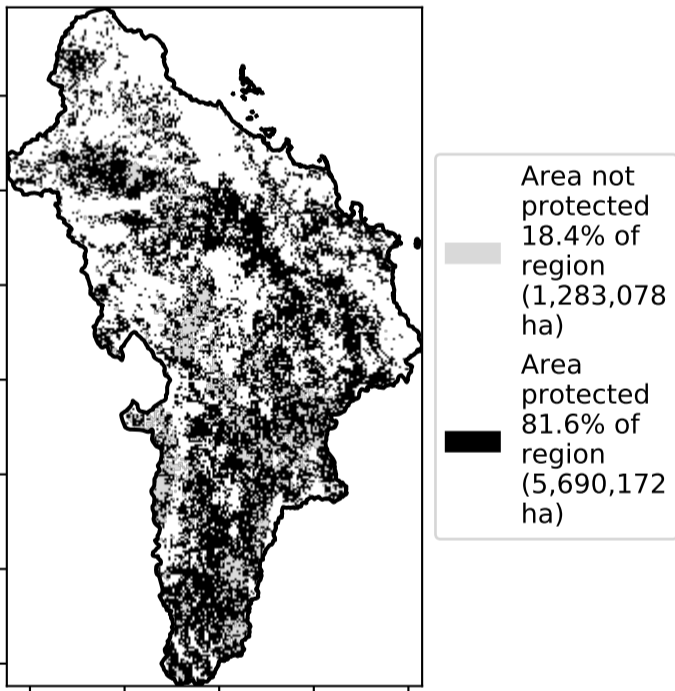 Area not
protected
18.4% of
region
(1,283,078
ha)
Area
protected
81.6% of
region
(5,690,172
ha)